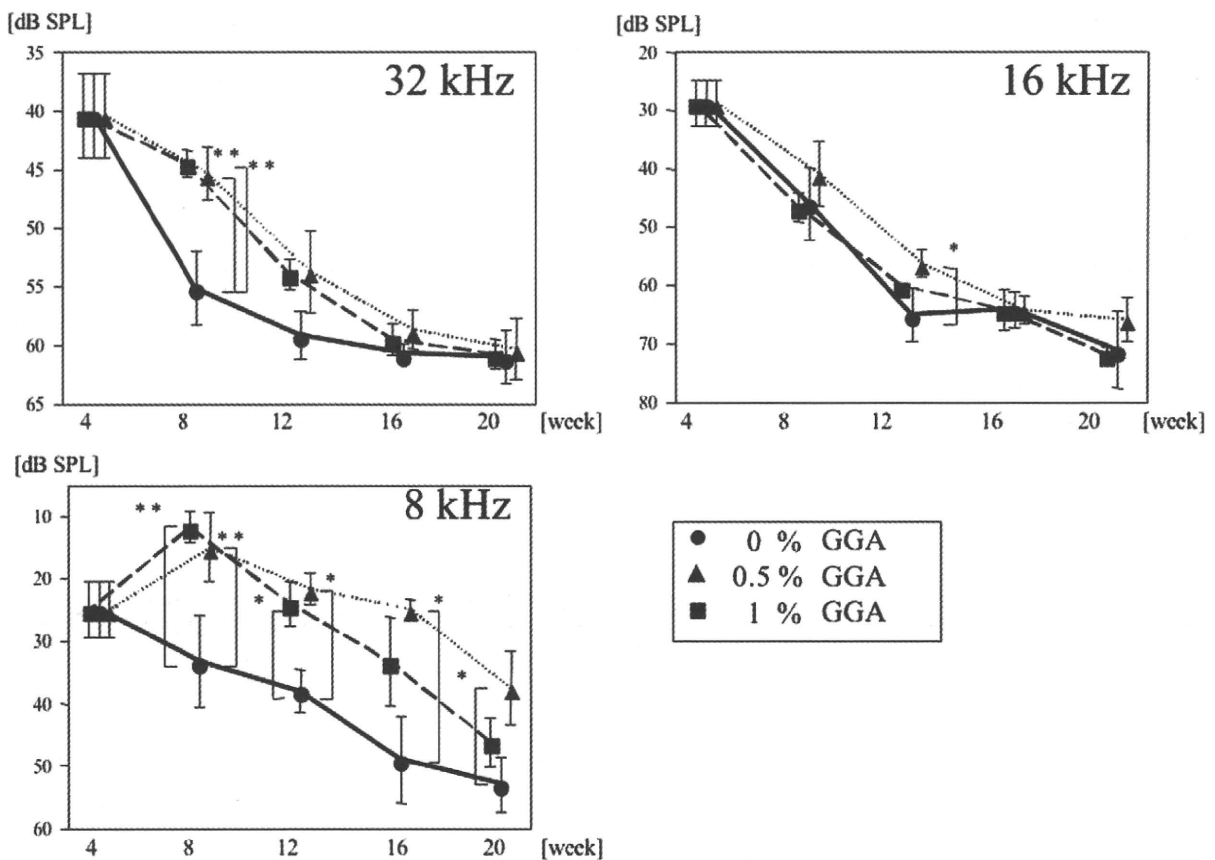 [dB SPL]
32 kHz
35
40
45
50
55
60
65
** **
4 8 12 16 20 [week]
[dB SPL]
16 kHz
20
30
40
50
60
70
80
*
4 8 12 16 20 [week]
[dB SPL]
8 kHz
10
20
30
40
50
60
** ** * * * *
4 8 12 16 20 [week]
0 % GGA
0.5 % GGA
1 % GGA